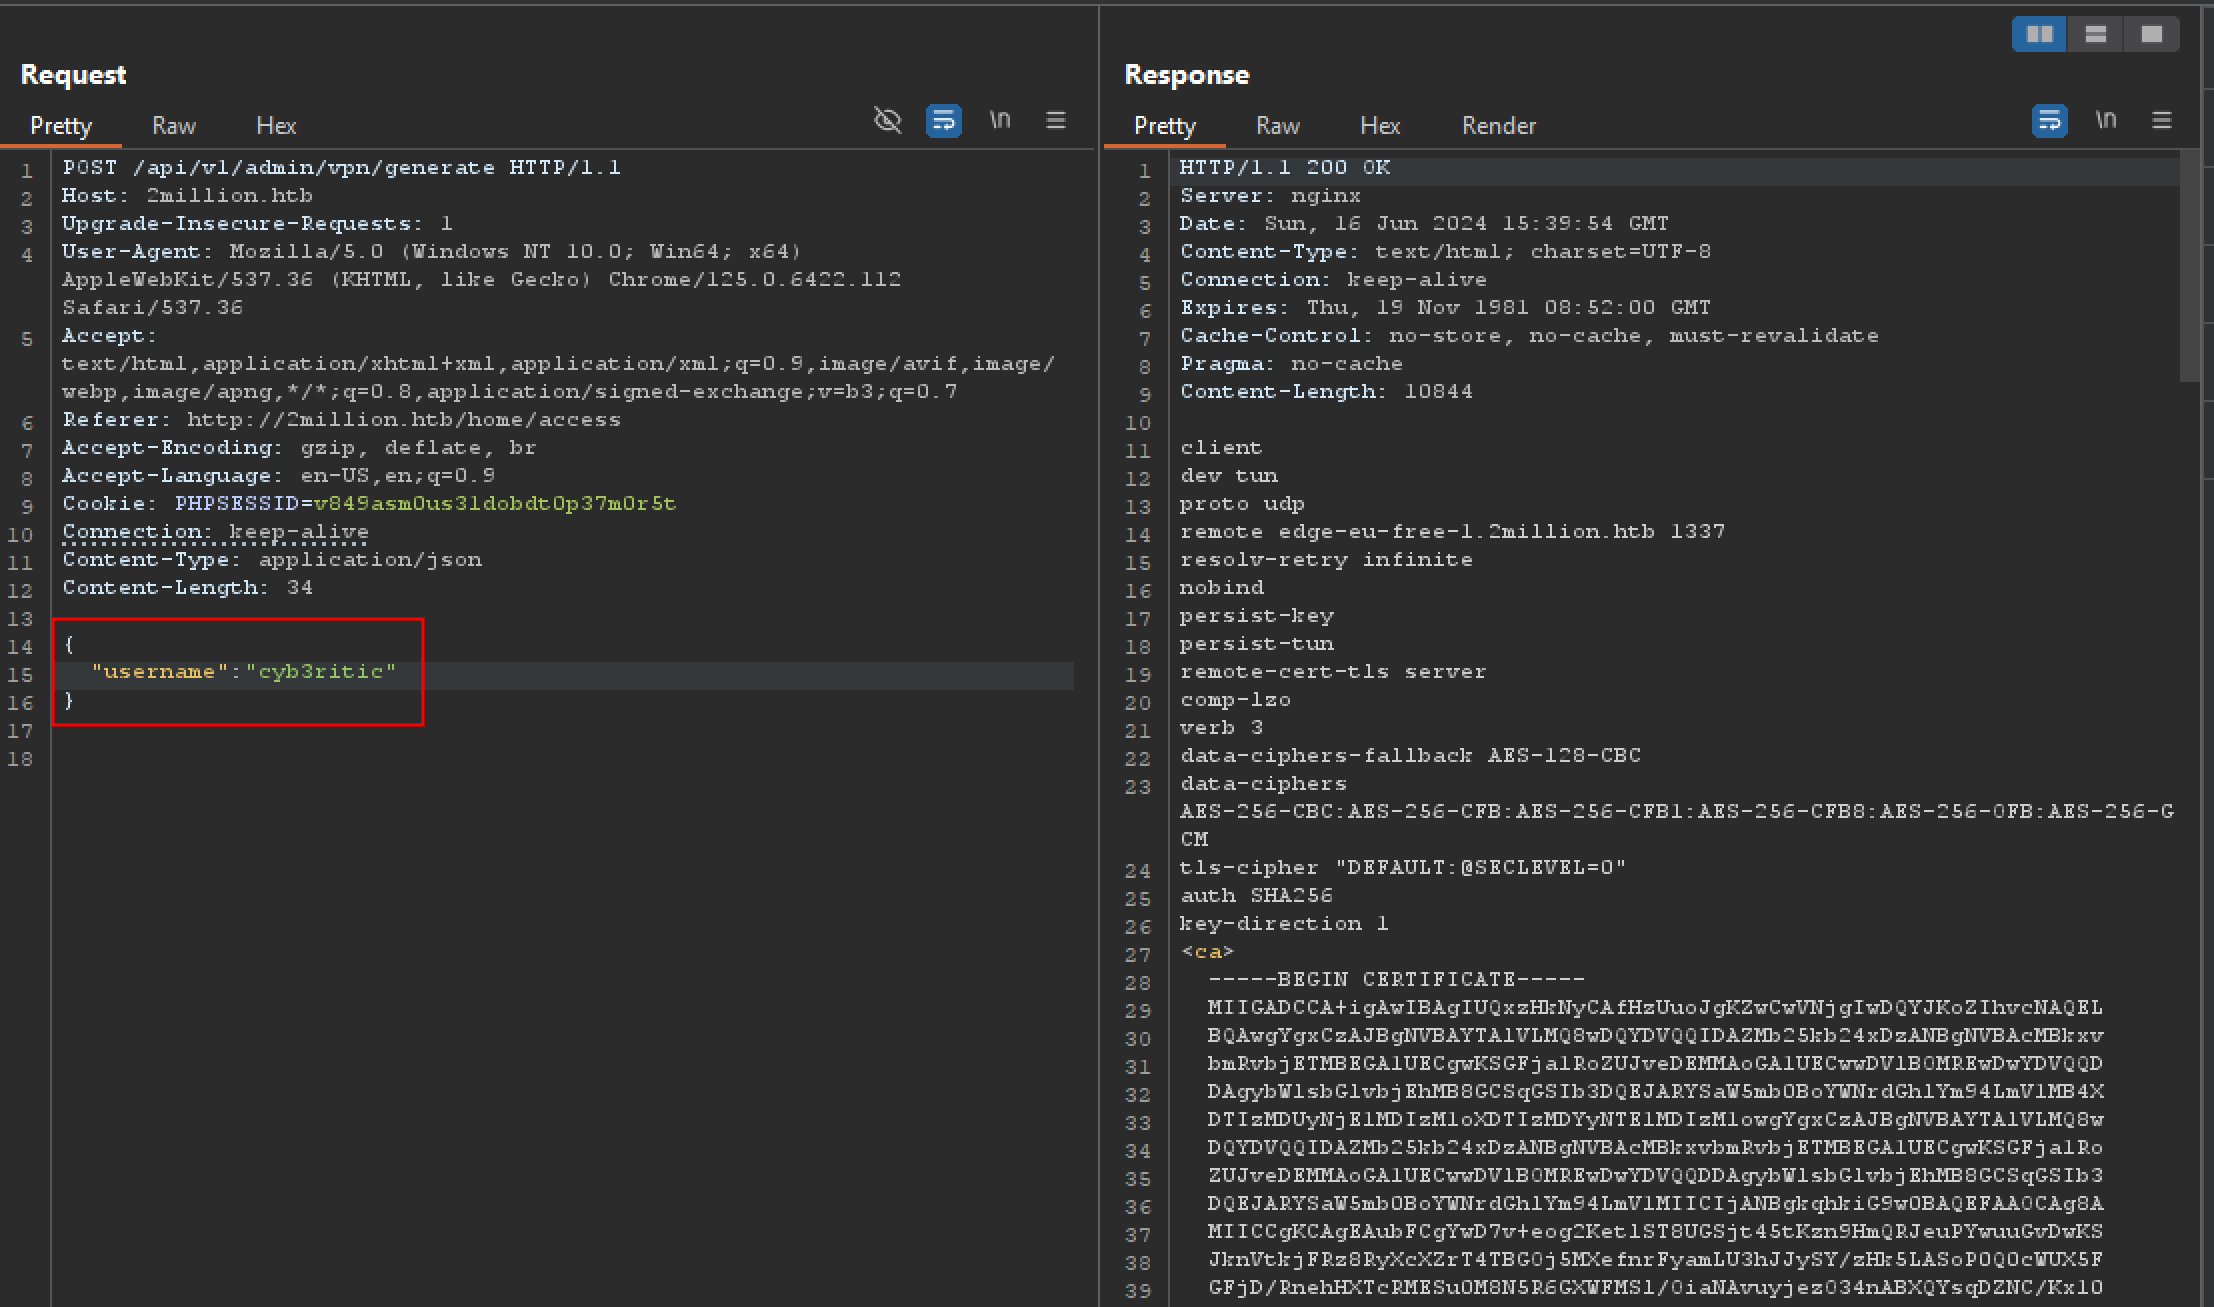 Request
Pretty Raw Hex \n
1 POST /api/v1/admin/vpn/generate HTTP/1.1
2 Host: 2million.htb
3 Upgrade-Insecure-Requests: 1
4 User-Agent: Mozilla/5.0 (Windows NT 10.0; Win64; x64)
AppleWebKit/537.36 (KHTML, like Gecko) Chrome/125.0.6422.112
Safari/537.36
5 Accept:
text/html,application/xhtml+xml,application/xml;q=0.9,image/avif,image/
webp,image/apng,*/*;q=0.8,application/signed-exchange;v=b3;q=0.7
6 Referer: http://2million.htb/home/access
7 Accept-Encoding: gzip, deflate, br
8 Accept-Language: en-US,en;q=0.9
9 Cookie: PHPSESSID=v849asm0us3ldobdt0p37m0r5t
10 Connection: keep-alive
11 Content-Type: application/json
12 Content-Length: 34
13
14 {
15 "username":"cyb3ritic"
16 }
17
18
Response
Pretty Raw Hex Render \n
1 HTTP/1.1 200 OK
2 Server: nginx
3 Date: Sun, 16 Jun 2024 15:39:54 GMT
4 Content-Type: text/html; charset=UTF-8
5 Connection: keep-alive
6 Expires: Thu, 19 Nov 1981 08:52:00 GMT
7 Cache-Control: no-store, no-cache, must-revalidate
8 Pragma: no-cache
9 Content-Length: 10844
10
11 client
12 dev tun
13 proto udp
14 remote edge-eu-free-1.2million.htb 1337
15 resolv-retry infinite
16 nobind
17 persist-key
18 persist-tun
19 remote-cert-tls server
20 comp-lzo
21 verb 3
22 data-ciphers-fallback AES-128-CBC
23 data-ciphers
AES-256-CBC:AES-256-CFB:AES-256-CFB1:AES-256-CFB8:AES-256-OFB:AES-256-G
CM
24 tls-cipher "DEFAULT:@SECLEVEL=0"
25 auth SHA256
26 key-direction 1
27 <ca>
28 -----BEGIN CERTIFICATE-----
29 MIIGADCCA+igAwIBAgIUQxzHkNyCAfHzUuoJgKZwCwVNjgIwDQYJKoZIhvcNAQEL
30 BQAwgYgxCzAJBgNVBAYTAlVLMQ8wDQYDVQQIDAZMb25kb24xDzANBgNVBAcMBkxv
31 bmRvbjETMBEGA1UECgwKSGFja1RoZUJveDEMMAoGA1UECwwDVlBOMREwDwYDVQQD
32 DAgybWlsbGlvbjEhMB8GCSqGSIb3DQEJARYSaW5mb0BoYWNrdGhlYm94LmV1MB4X
33 DTIzMDUyNjE1MDIzM1oXDTIzMDYyNTE1MDIzM1owgYgxCzAJBgNVBAYTAlVLMQ8w
34 DQYDVQQIDAZMb25kb24xDzANBgNVBAcMBkxvbmRvbjETMBEGA1UECgwKSGFja1Ro
35 ZUJveDEMMAoGA1UECwwDVlBOMREwDwYDVQQDDAgybWlsbGlvbjEhMB8GCSqGSIb3
36 DQEJARYSaW5mb0BoYWNrdGhlYm94LmV1MIICIjANBgkqhkiG9w0BAQEFAAOCAg8A
37 MIICCgKCAgEAubFCgYwD7v+eog2KetlST8UGSjt45tKzn9HmQRJeuPYwuuGvDwKS
38 JknVtkjFRz8RyXcXZrT4TBGOj5MXefnrFyamLU3hJJySY/zHk5LASoP0Q0cWUX5F
39 GFjD/RnehHXTcRMESu0M8N5R6GXWFMSl/OiaNAvuyjezO34nABXQYsqDZNC/Kx10